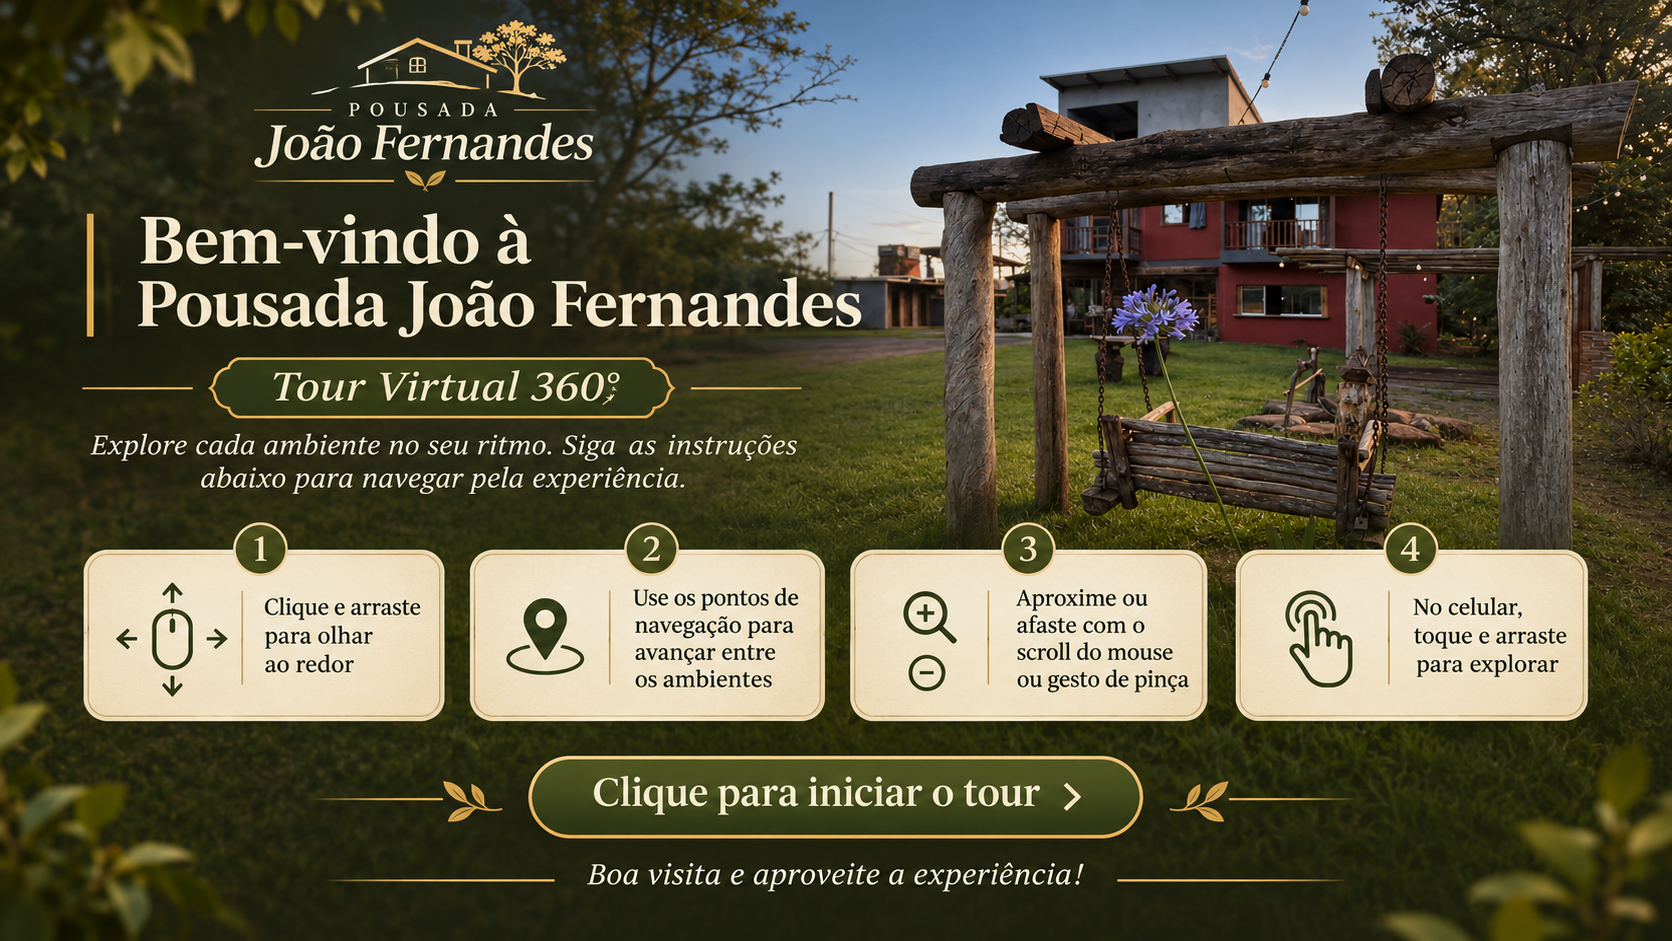 POUSADA
João Fernandes
Bem-vindo à
Pousada João Fernandes
Tour Virtual 360º
Explore cada ambiente no seu ritmo. Siga as instruções
abaixo para navegar pela experiência.
1
Clique e arraste
para olhar
ao redor
2
Use os pontos de
navegação para
avançar entre
os ambientes
3
Aproxime ou
afaste com o
scroll do mouse
ou gesto de pinça
4
No celular,
toque e arraste
para explorar
Clique para iniciar o tour
Boa visita e aproveite a experiência!